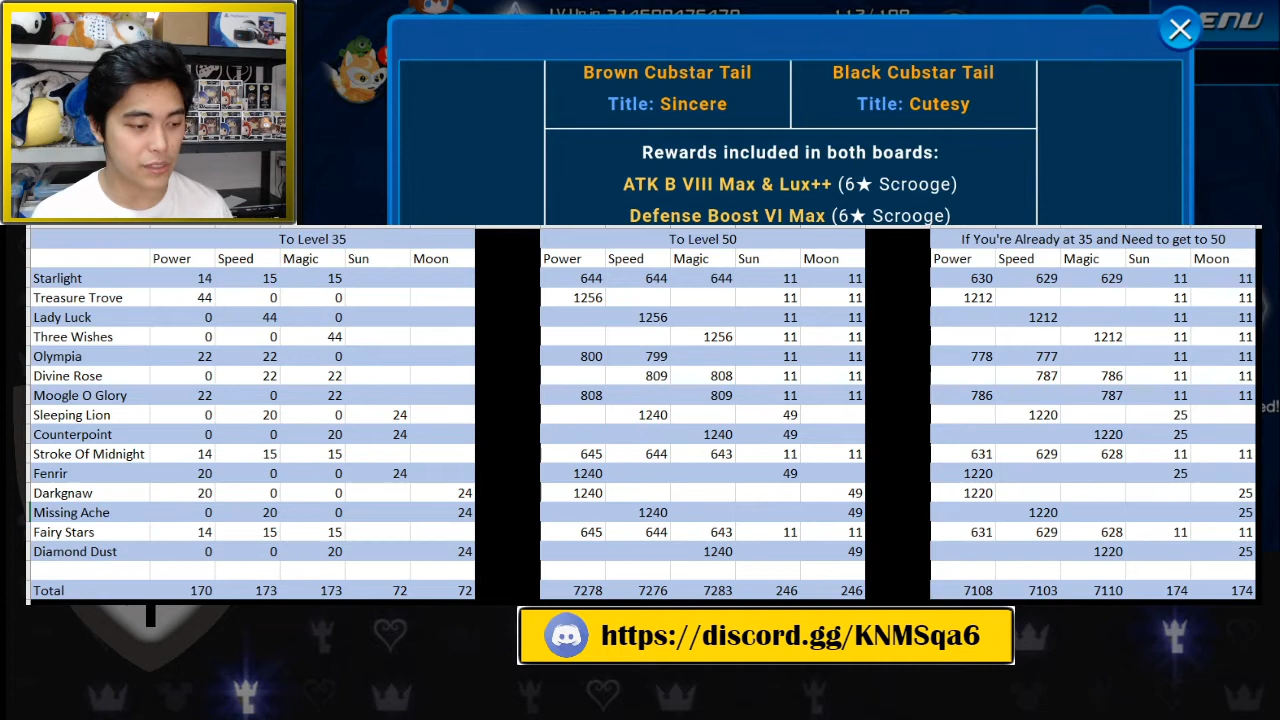 MENU
Brown Cubstar Tail Black Cubstar Tail
Title: Sincere Title: Cutesy
Rewards included in both boards:
ATK B VIII Max & Lux++ (6★ Scrooge)
Defense Boost VI Max (6★ Scrooge)
To Level 35 To Level 50 If You're Already at 35 and Need to get to 50
Power Speed Magic Sun Moon Power Speed Magic Sun Moon Power Speed Magic Sun Moon
Starlight 14 15 15 644 644 644 11 11 630 629 629 11 11
Treasure Trove 44 0 0 1256 11 11 1212 11 11
Lady Luck 0 44 0 1256 11 11 1212 11 11
Three Wishes 0 0 44 1256 11 11 1212 11 11
Olympia 22 22 0 800 799 11 11 778 777 11 11
Divine Rose 0 22 22 809 808 11 11 787 786 11 11
Moogle O Glory 22 0 22 808 809 11 11 786 787 11 11
Sleeping Lion 0 20 0 24 1240 49 1220 25
Counterpoint 0 0 20 24 1240 49 1220 25
Stroke Of Midnight 14 15 15 645 644 643 11 11 631 629 628 11 11
Fenrir 20 0 0 24 1240 49 1220 25
Darkgnaw 20 0 0 24 1240 49 1220 25
Missing Ache 0 20 0 24 1240 49 1220 25
Fairy Stars 14 15 15 645 644 643 11 11 631 629 628 11 11
Diamond Dust 0 0 20 24 1240 49 1220 25
Total 170 173 173 72 72 7278 7276 7283 246 246 7108 7103 7110 174 174
https://discord.gg/KNMSqa6